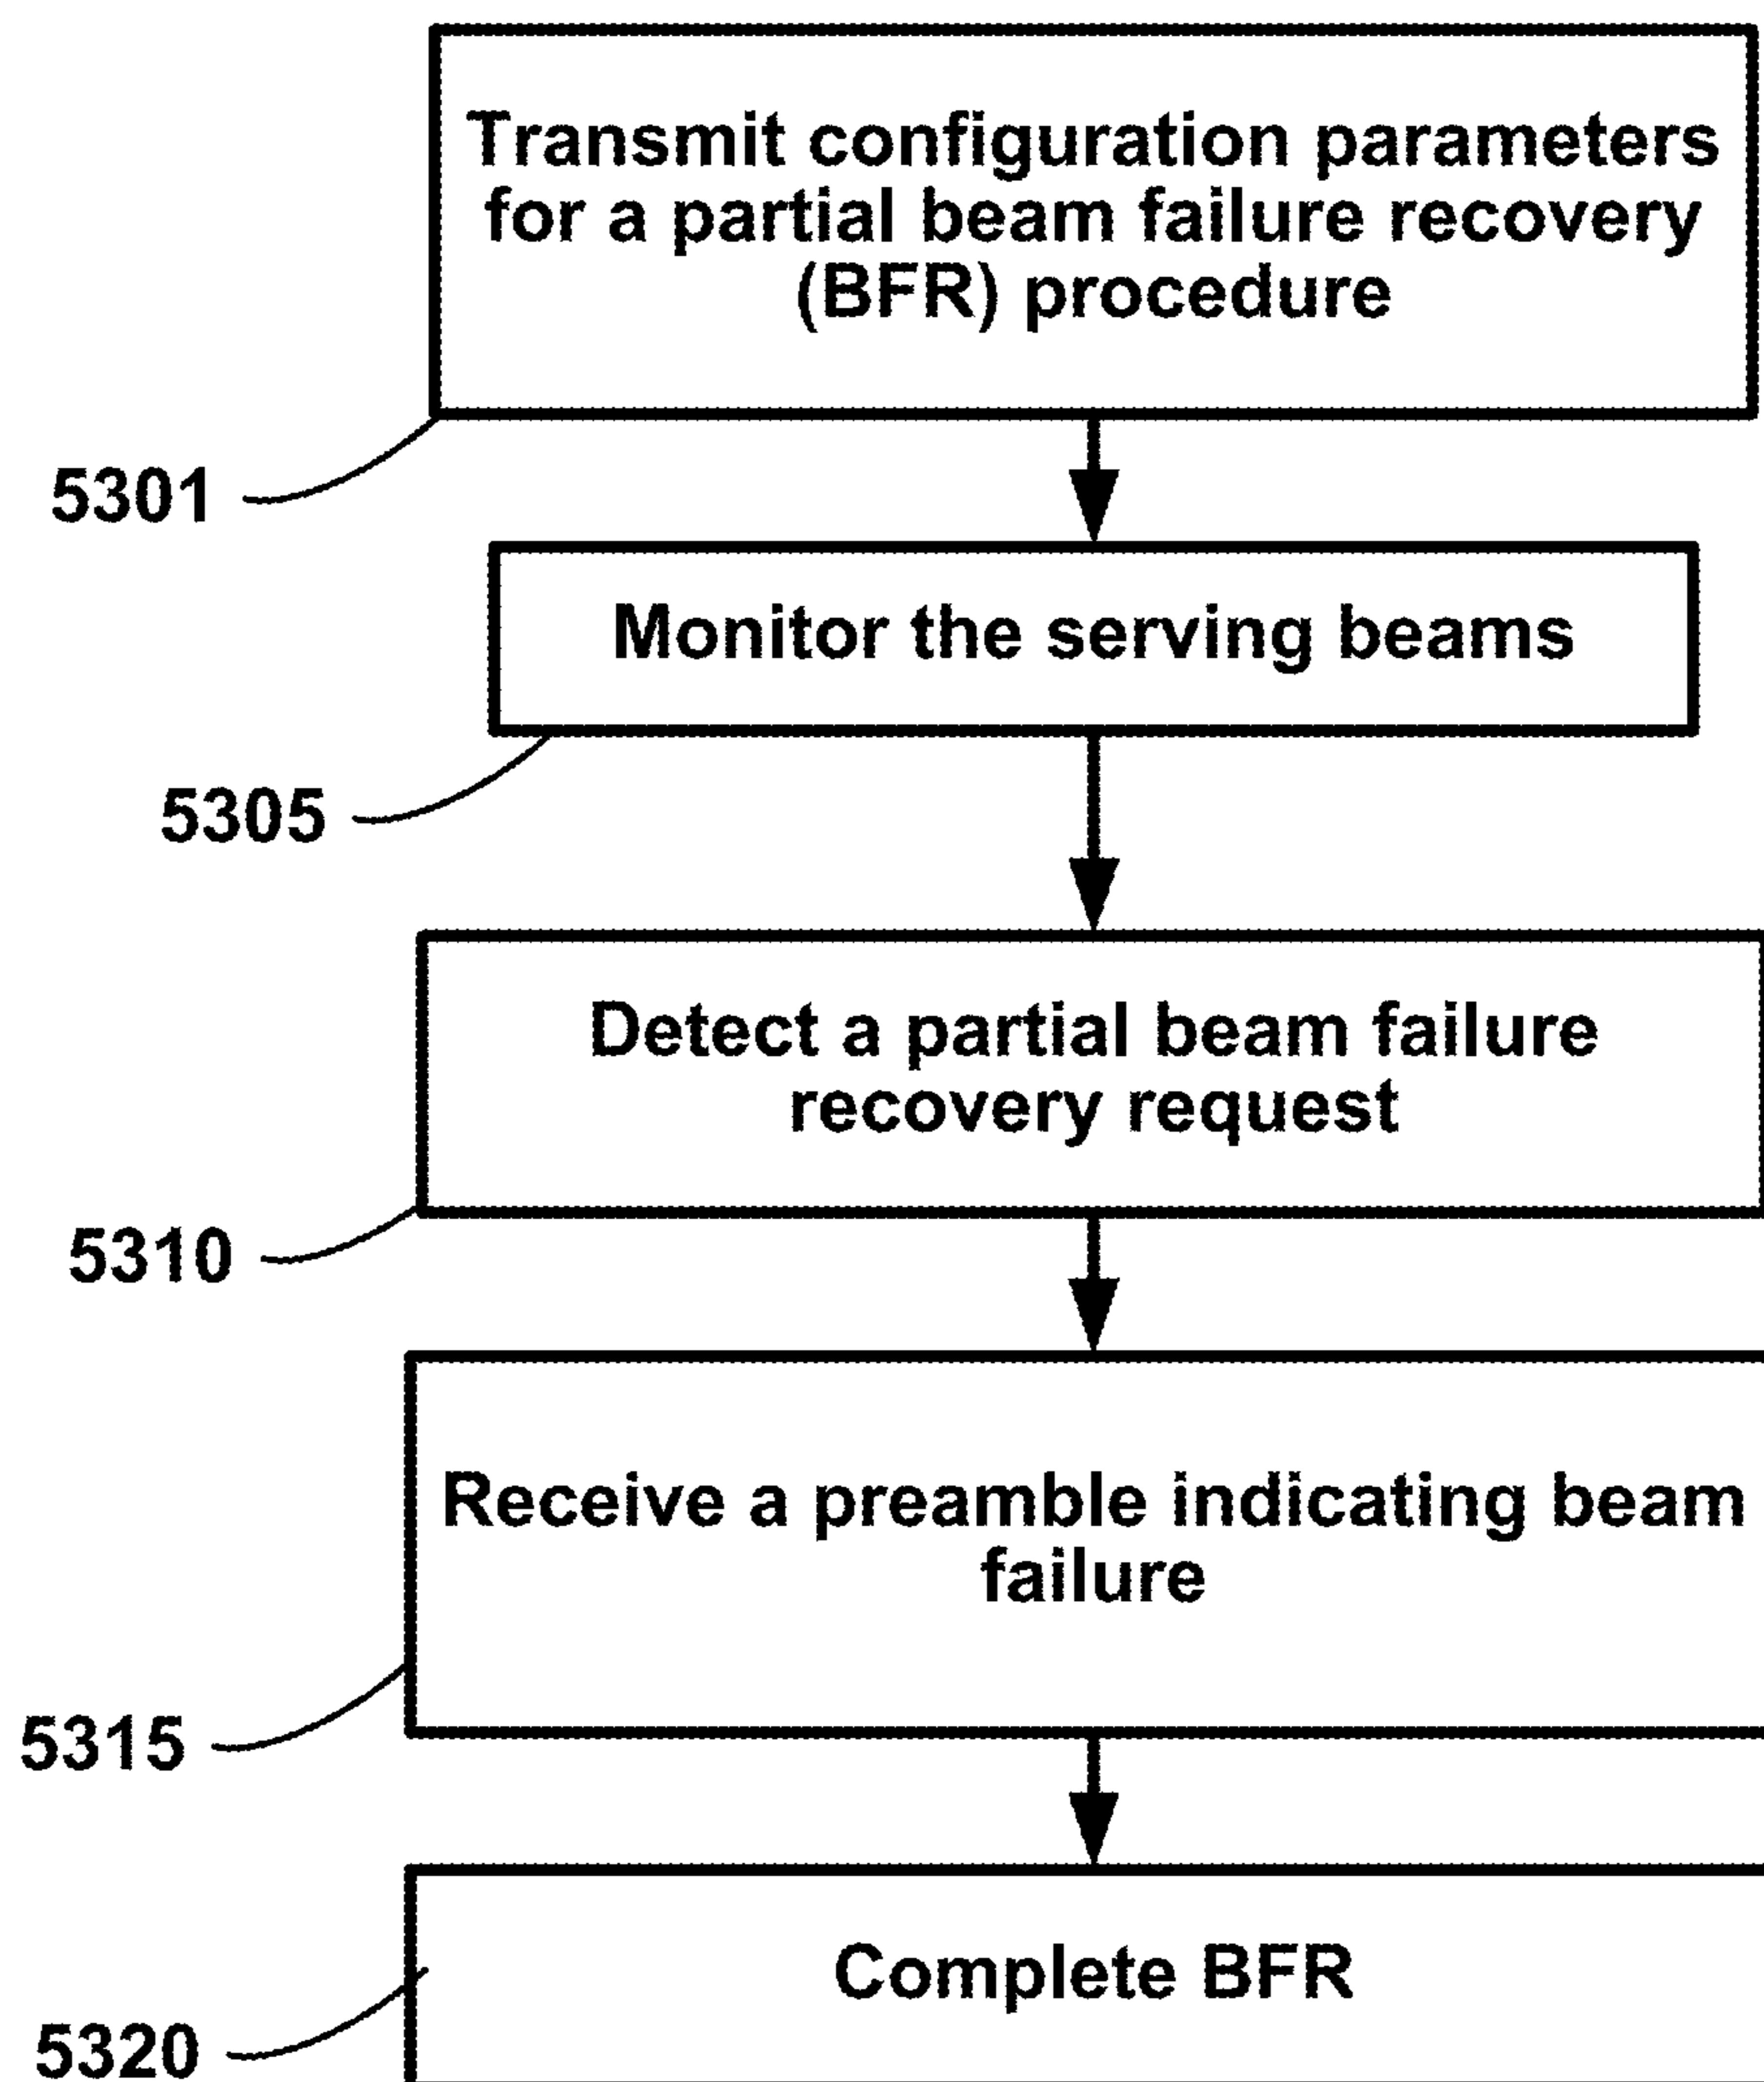 Transmit configuration parameters
for a partial beam failure recovery
(BFR) procedure
5301
Monitor the serving beams
5305
Detect a partial beam failure
recovery request
5310
Receive a preamble indicating beam
failure
5315
Complete BFR
5320